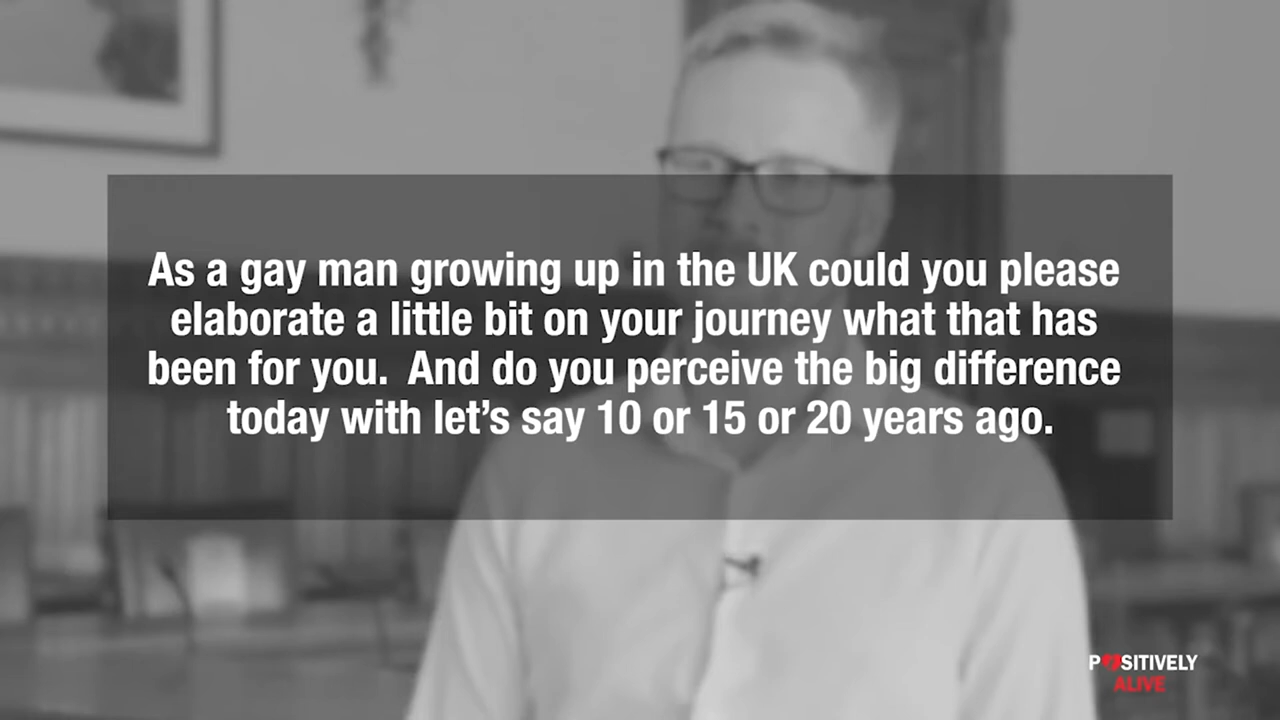 As a gay man growing up in the UK could you please
elaborate a little bit on your journey what that has
been for you.  And do you perceive the big difference
today with let’s say 10 or 15 or 20 years ago.
POSITIVELY
ALIVE